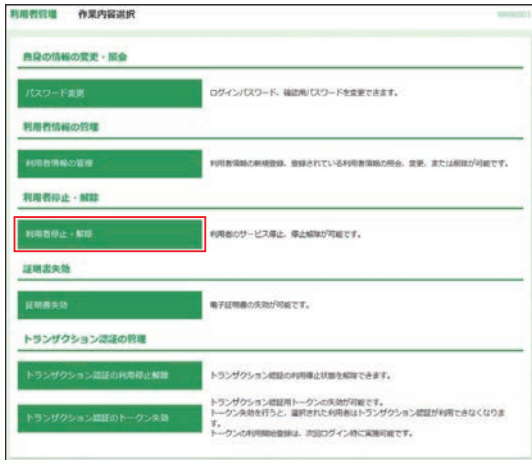 利用者管理 作業内容選択
自身の情報の変更・照会
パスワード変更
ログインパスワード、確認用パスワードを変更できます。
利用者情報の管理
利用者情報の管理
利用者情報の新規登録、登録されている利用者情報の照会、変更、または削除が可能です。
利用者停止・解除
利用者停止・解除
利用者のサービス停止、停止解除が可能です。
証明書失効
証明書失効
電子証明書の失効が可能です。
トランザクション認証の管理
トランザクション認証の利用停止解除
トランザクション認証の利用停止状態を解除できます。
トランザクション認証のトークン失効
トランザクション認証用トークンの失効が可能です。
トークン失効を行うと、選択された利用者はトランザクション認証が利用できなくなりま
す。
トークンの利用開始登録は、次回ログイン時に実施可能です。